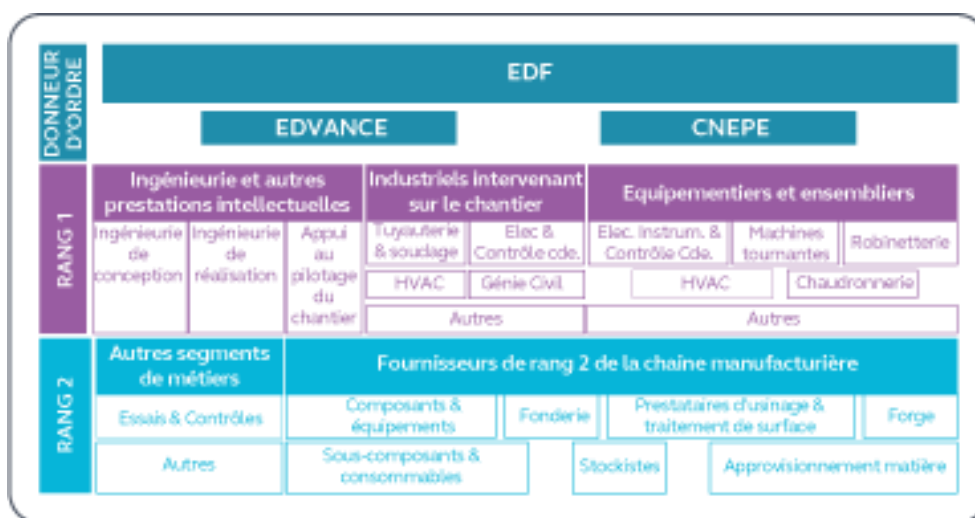 DONNEUR
D'ORDRE
EDF
EDVANCE
CNEPE
RANG 1
Ingénieurie et autres
prestations intellectuelles
Industriels intervenant
sur le chantier
Equipementiers et ensembliers
Ingénieurie
de
conception
Ingénieurie
de
réalisation
Appui
au
pilotage
du
chantier
Tuyauterie
& soudage
Elec &
Contrôle cde.
HVAC
Génie Civil
Autres
Elec. Instrum. &
Contrôle Cde.
Machines
tournantes
Robinetterie
HVAC
Chaudronnerie
Autres
RANG 2
Autres segments
de métiers
Fournisseurs de rang 2 de la chaine manufacturière
Essais & Contrôles
Composants &
équipements
Fonderie
Prestataires d'usinage &
traitement de surface
Forge
Autres
Sous-composants &
consommables
Stockistes
Approvisionnement matière